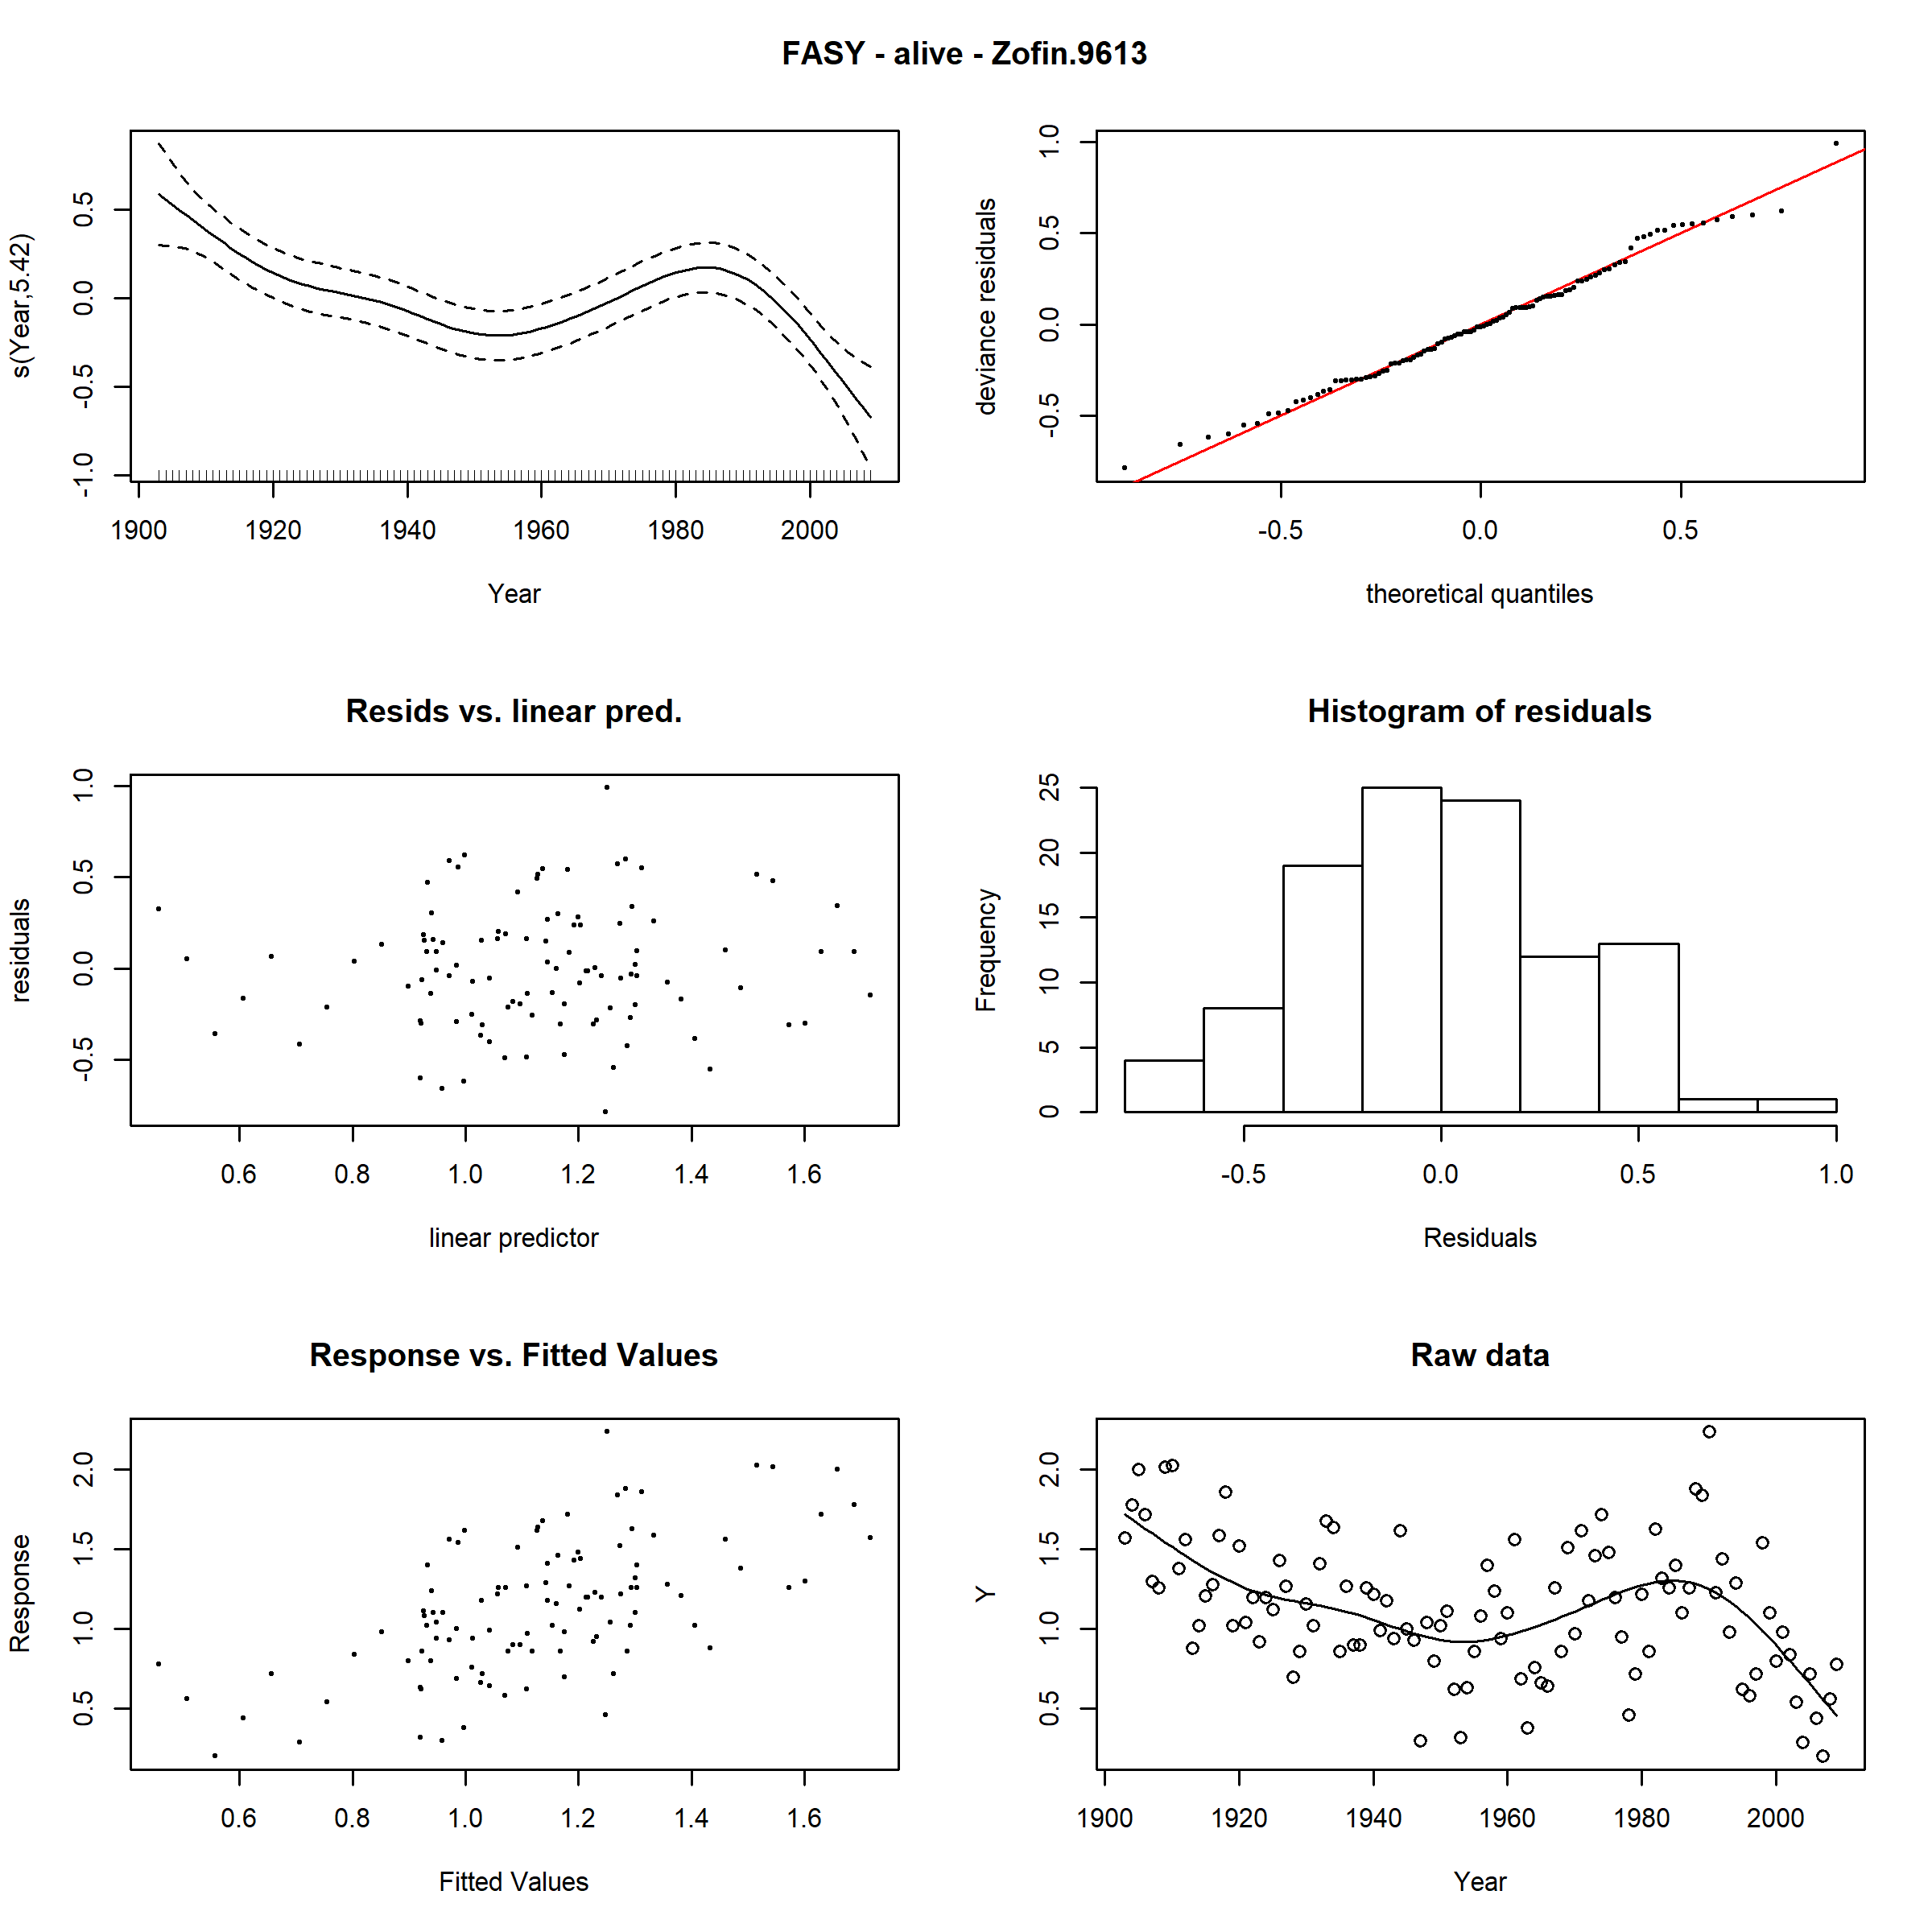 FASY - alive - Zofin.9613
s(Year,5.42)
0.5
0.0
-0.5
-1.0
1900 1920 1940 1960 1980 2000
Year
deviance residuals
1.0
0.5
0.0
-0.5
-0.5 0.0 0.5
theoretical quantiles
Resids vs. linear pred.
residuals
1.0
0.5
0.0
-0.5
0.6 0.8 1.0 1.2 1.4 1.6
linear predictor
Histogram of residuals
Frequency
25
20
15
10
5
0
-0.5 0.0 0.5 1.0
Residuals
Response vs. Fitted Values
Response
2.0
1.5
1.0
0.5
0.6 0.8 1.0 1.2 1.4 1.6
Fitted Values
Raw data
Y
2.0
1.5
1.0
0.5
1900 1920 1940 1960 1980 2000
Year